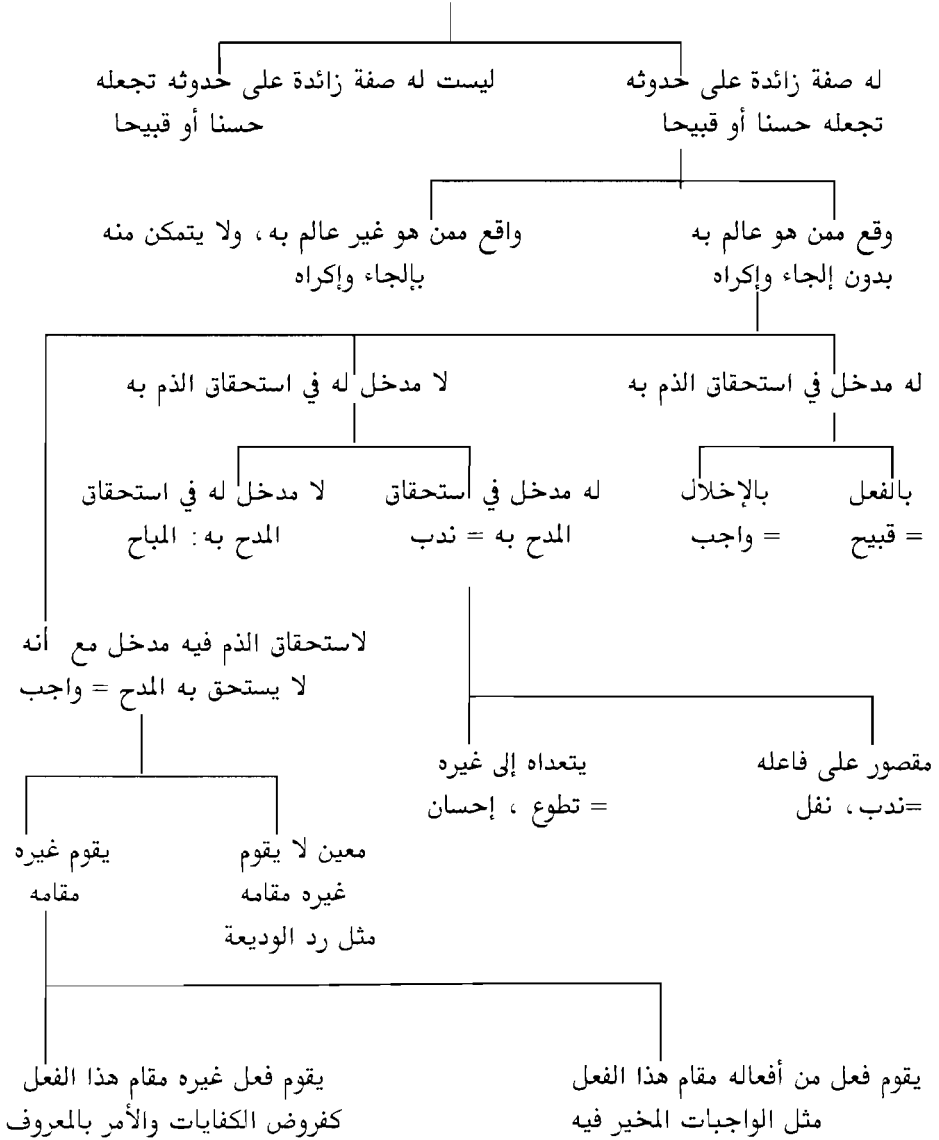 له صفة زائدة على حدوثه
تجعله حسنا أو قبيحا
ليست له صفة زائدة على حدوثه تجعله
حسنا أو قبيحا
وقع ممن هو عالم به
بدون إلجاء وإكراه
واقع ممن هو غير عالم به، ولا يتمكن منه
بإلجاء وإكراه
له مدخل في استحقاق الذم به
لا مدخل له في استحقاق الذم به
بالفعل
= قبيح
بالإخلال
= واجب
له مدخل في استحقاق
المدح به = ندب
لا مدخل له في استحقاق
المدح به : المباح
لاستحقاق الذم فيه مدخل مع أنه
لا يستحق به المدح = واجب
مقصور على فاعله
=ندب، نفل
يتعداه إلى غيره
= تطوع ، إحسان
معين لا يقوم
غيره مقامه
مثل رد الوديعة
يقوم غيره
مقامه
يقوم فعل من أفعاله مقام هذا الفعل
مثل الواجبات المخير فيه
يقوم فعل غيره مقام هذا الفعل
كفروض الكفايات والأمر بالمعروف